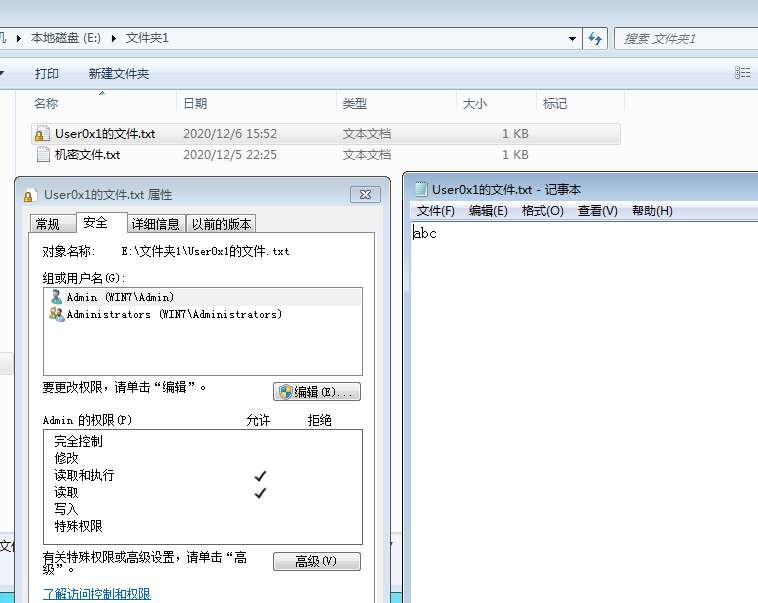 机 ▸ 本地磁盘 (E:) ▸ 文件夹1
搜索 文件夹1
打印 新建文件夹
名称 日期 类型 大小 标记
User0x1的文件.txt 2020/12/6 15:52 文本文档 1 KB
机密文件.txt 2020/12/5 22:25 文本文档 1 KB
User0x1的文件.txt 属性
常规 安全 详细信息 以前的版本
对象名称: E:\文件夹1\User0x1的文件.txt
组或用户名(G):
Admin (WIN7\Admin)
Administrators (WIN7\Administrators)
要更改权限，请单击“编辑”。
编辑(E)...
Admin 的权限(P) 允许 拒绝
完全控制
修改
读取和执行
读取
写入
特殊权限
有关特殊权限或高级设置，请单击“高
级”。
高级(V)
了解访问控制和权限
文件
User0x1的文件.txt - 记事本
文件(F) 编辑(E) 格式(O) 查看(V) 帮助(H)
abc